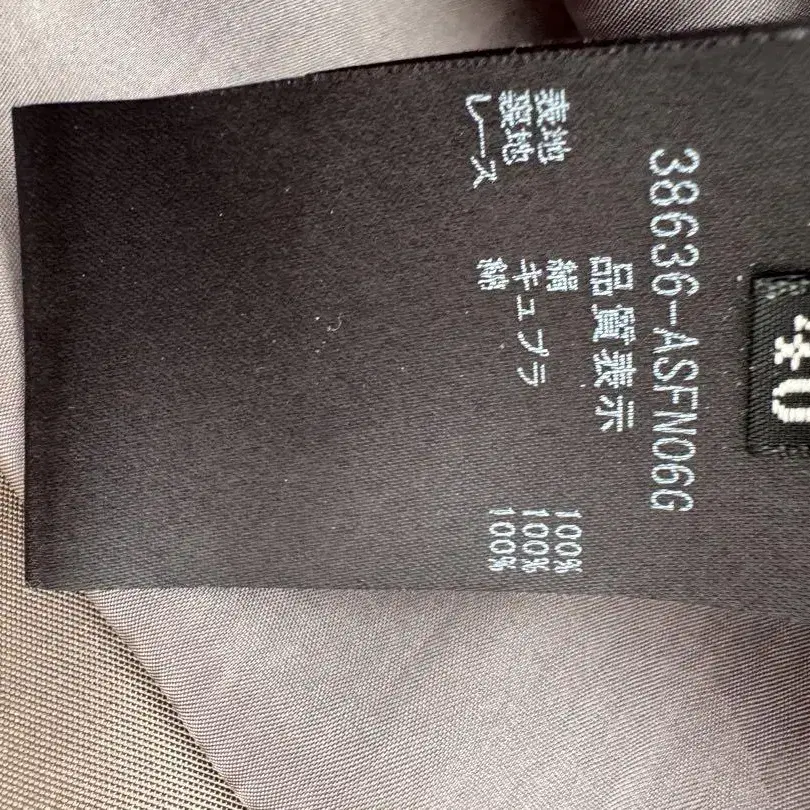 38636-ASFN06G
品質表示
表地 絹 100%
裏地 キュプラ 100%
レース 綿 100%
40